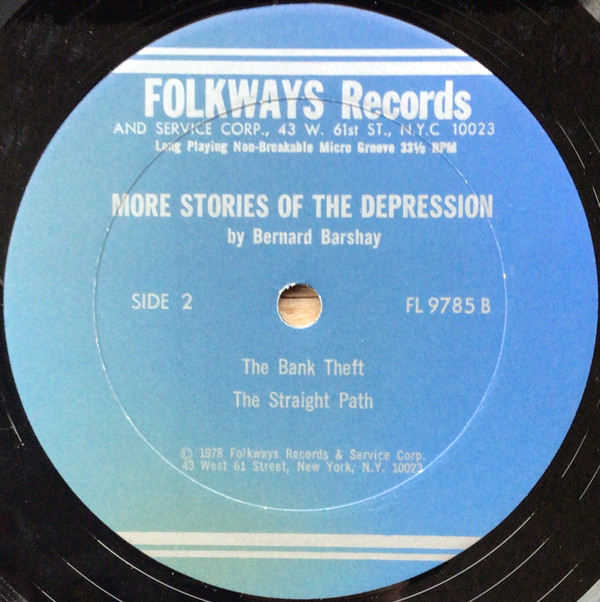 FOLKWAYS Records
AND SERVICE CORP., 43 W. 61st ST., N.Y.C 10023
Long Playing Non-Breakable Micro Groove 33⅓ RPM
MORE STORIES OF THE DEPRESSION
by Bernard Barshay
SIDE 2
FL 9785 B
The Bank Theft
The Straight Path
© 1978 Folkways Records & Service Corp.
43 West 61 Street, New York, N.Y. 10023